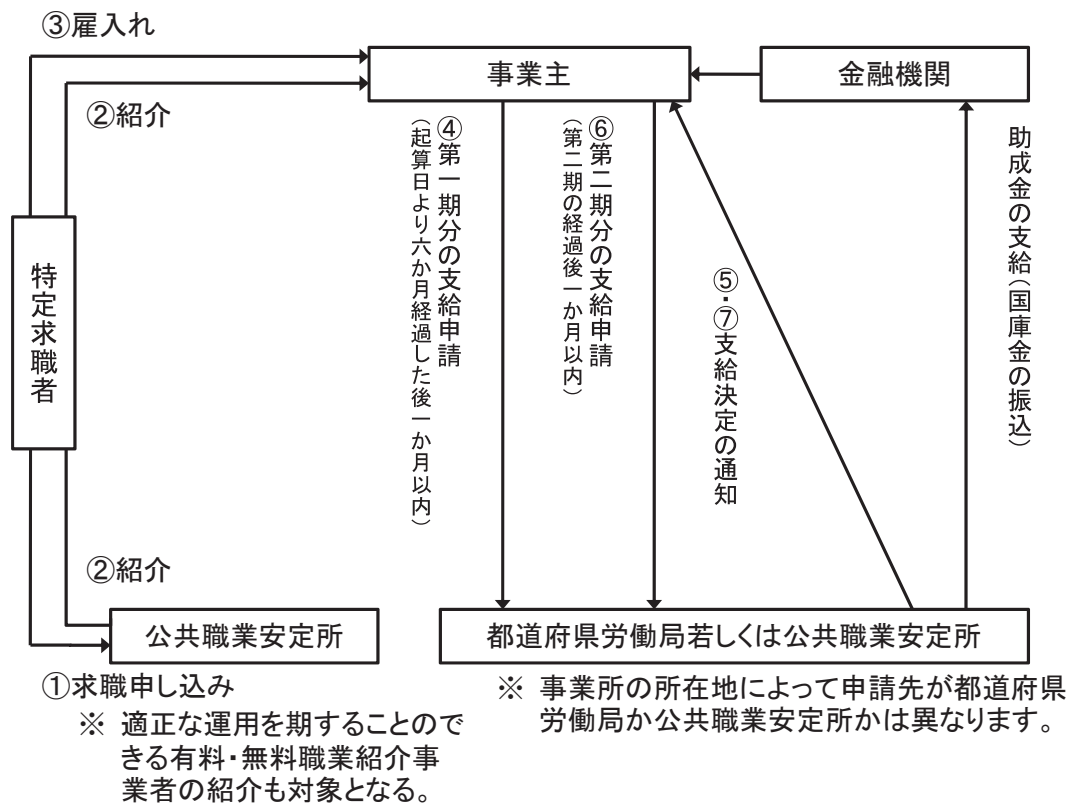 ③雇入れ
事業主
金融機関
②紹介
④第一期分の支給申請
（起算日より六か月経過した後一か月以内）
⑥第二期分の支給申請
（第二期の経過後一か月以内）
⑤・⑦支給決定の通知
助成金の支給（国庫金の振込）
特定求職者
②紹介
公共職業安定所
都道府県労働局若しくは公共職業安定所
①求職申し込み
※ 適正な運用を期することので
きる有料・無料職業紹介事
業者の紹介も対象となる。
※ 事業所の所在地によって申請先が都道府県
労働局か公共職業安定所かは異なります。